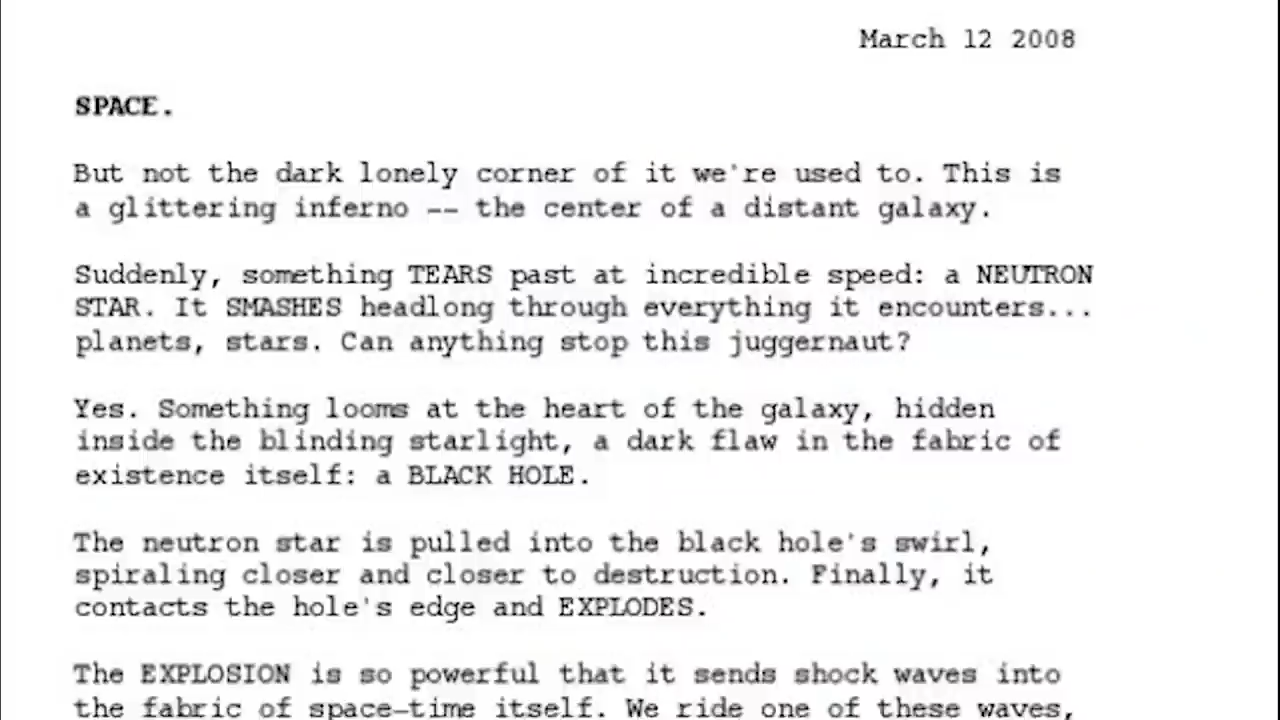 March 12 2008
SPACE.
But not the dark lonely corner of it we're used to. This is
a glittering inferno -- the center of a distant galaxy.
Suddenly, something TEARS past at incredible speed: a NEUTRON
STAR. It SMASHES headlong through everything it encounters...
planets, stars. Can anything stop this juggernaut?
Yes. Something looms at the heart of the galaxy, hidden
inside the blinding starlight, a dark flaw in the fabric of
existence itself: a BLACK HOLE.
The neutron star is pulled into the black hole's swirl,
spiraling closer and closer to destruction. Finally, it
contacts the hole's edge and EXPLODES.
The EXPLOSION is so powerful that it sends shock waves into
the fabric of space-time itself. We ride one of these waves,